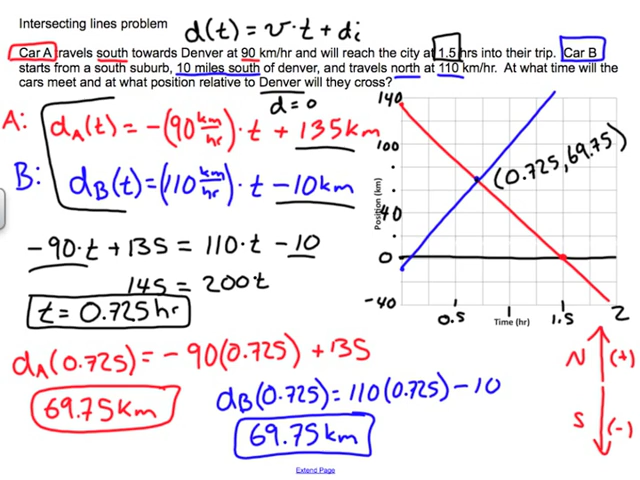 Intersecting lines problem
d(t) = v·t + di
Car A travels south towards Denver at 90 km/hr and will reach the city at 1.5 hrs into their trip. Car B
starts from a south suburb, 10 miles south of denver, and travels north at 110 km/hr. At what time will the
cars meet and at what position relative to Denver will they cross?
d=0
A: dA(t) = -(90 km/hr)·t + 135km
B: dB(t) = (110 km/hr)·t -10km
-90·t +135 = 110·t -10
145 = 200t
t = 0.725 hr
dA(0.725) = -90(0.725) +135
69.75 km
dB(0.725) = 110(0.725) - 10
69.75 km
140
100
40
0
-40
Position (km)
(0.725, 69.75)
0.5 Time (hr) 1.5 2
N (+)
S (-)
Extend Page